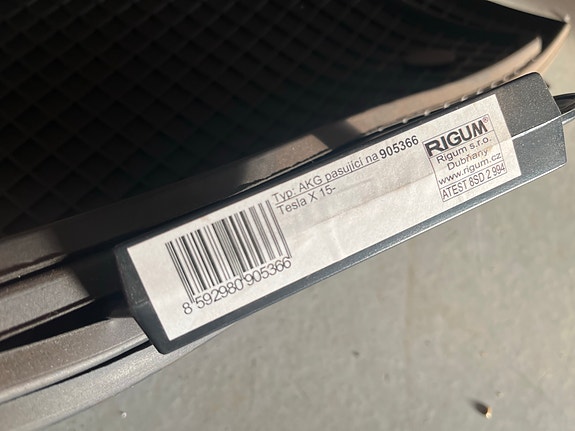 Typ: AKG pasující na 905366
Tesla X 15-
8 592980 905366
RIGUM®
Rigum s.r.o.
Dubňany
www.rigum.cz
ATEST 8SD 2 994